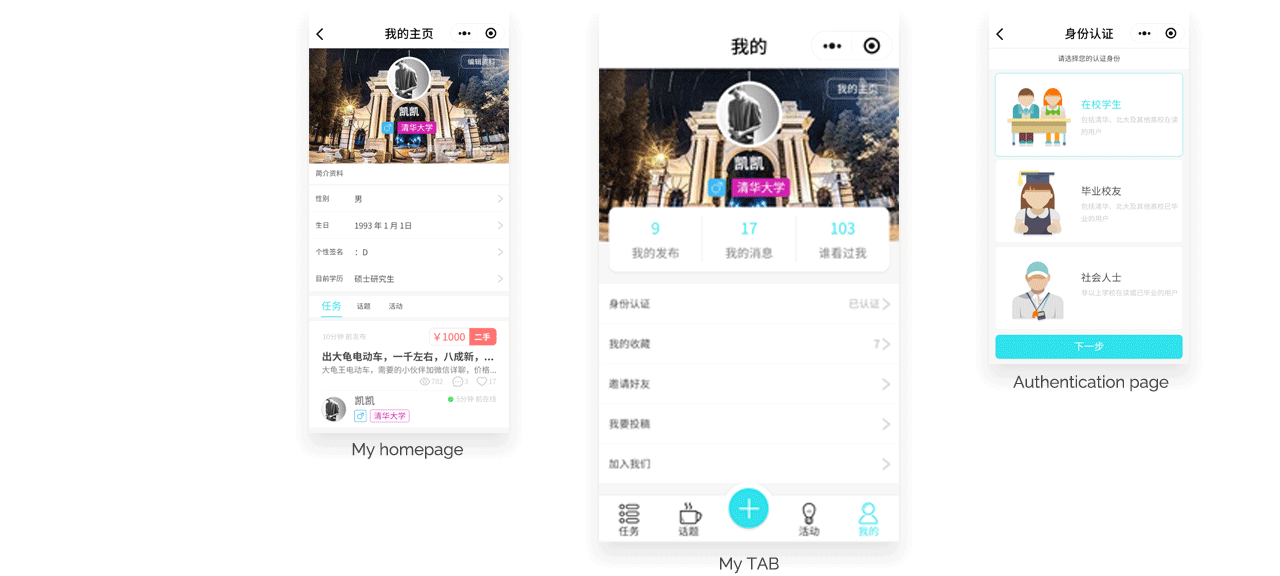 我的主页
编辑资料
凯凯
清华大学
简介资料
性别 男
生日 1993 年 1 月 1日
个性签名 : D
目前学历 硕士研究生
任务 话题 活动
10分钟 前发布 ￥1000 二手
出大龟电动车，一千左右，八成新，...
大龟王电动车，需要的小伙伴加微信详聊，价格...
782 3 17
凯凯 5分钟 前在线
清华大学
My homepage
我的
我的主页
凯凯
清华大学
9 17 103
我的发布 我的消息 谁看过我
身份认证 已认证
我的收藏 7
邀请好友
我要投稿
加入我们
任务 话题 活动 我的
My TAB
身份认证
请选择您的认证身份
在校学生
包括清华、北大及其他高校在读
的用户
毕业校友
包括清华、北大及其他高校已毕
业的用户
社会人士
非以上学校在读或已毕业的用户
下一步
Authentication page